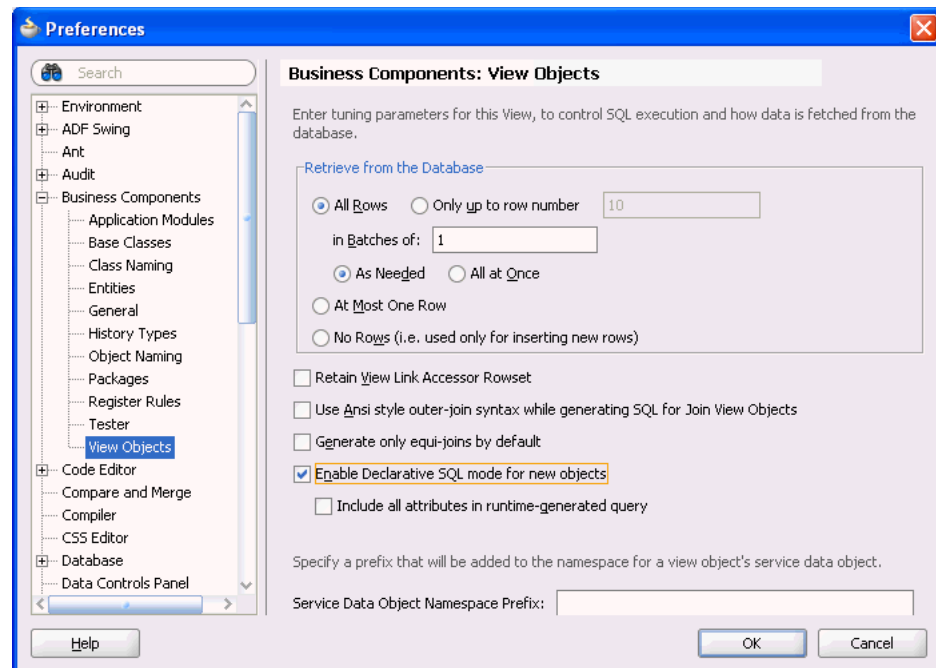 Preferences
Search
Environment
ADF Swing
Ant
Audit
Business Components
Application Modules
Base Classes
Class Naming
Entities
General
History Types
Object Naming
Packages
Register Rules
Tester
View Objects
Code Editor
Compare and Merge
Compiler
CSS Editor
Database
Data Controls Panel
Business Components: View Objects
Enter tuning parameters for this View, to control SQL execution and how data is fetched from the
database.
Retrieve from the Database
All Rows Only up to row number 10
in Batches of: 1
As Needed All at Once
At Most One Row
No Rows (i.e. used only for inserting new rows)
Retain View Link Accessor Rowset
Use Ansi style outer-join syntax while generating SQL for Join View Objects
Generate only equi-joins by default
Enable Declarative SQL mode for new objects
Include all attributes in runtime-generated query
Specify a prefix that will be added to the namespace for a view object's service data object.
Service Data Object Namespace Prefix:
Help OK Cancel